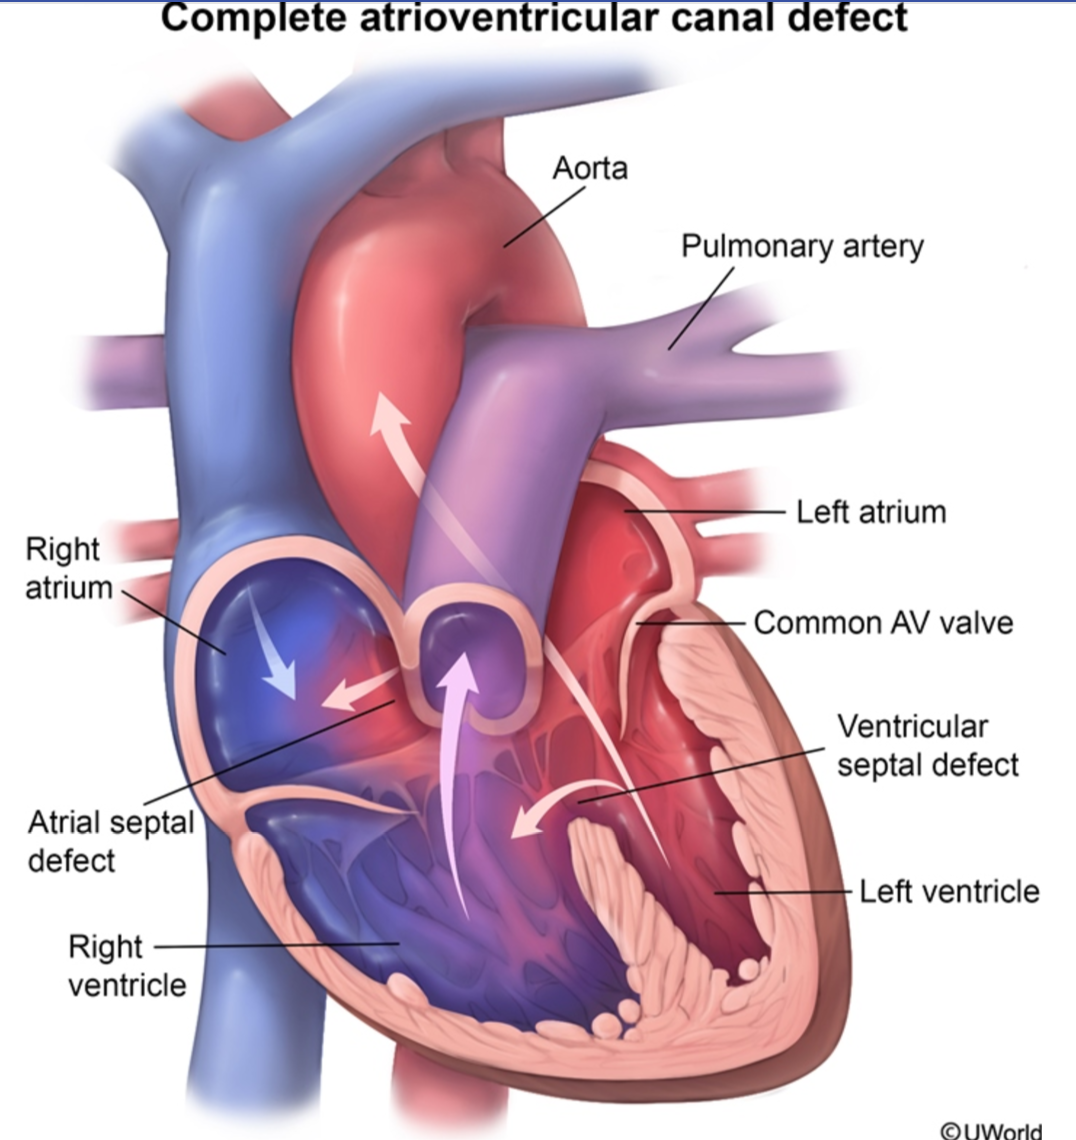 Complete atrioventricular canal defect
Aorta
Pulmonary artery
Left atrium
Right
atrium
Common AV valve
Ventricular
septal defect
Atrial septal
defect
Left ventricle
Right
ventricle
©UWorld